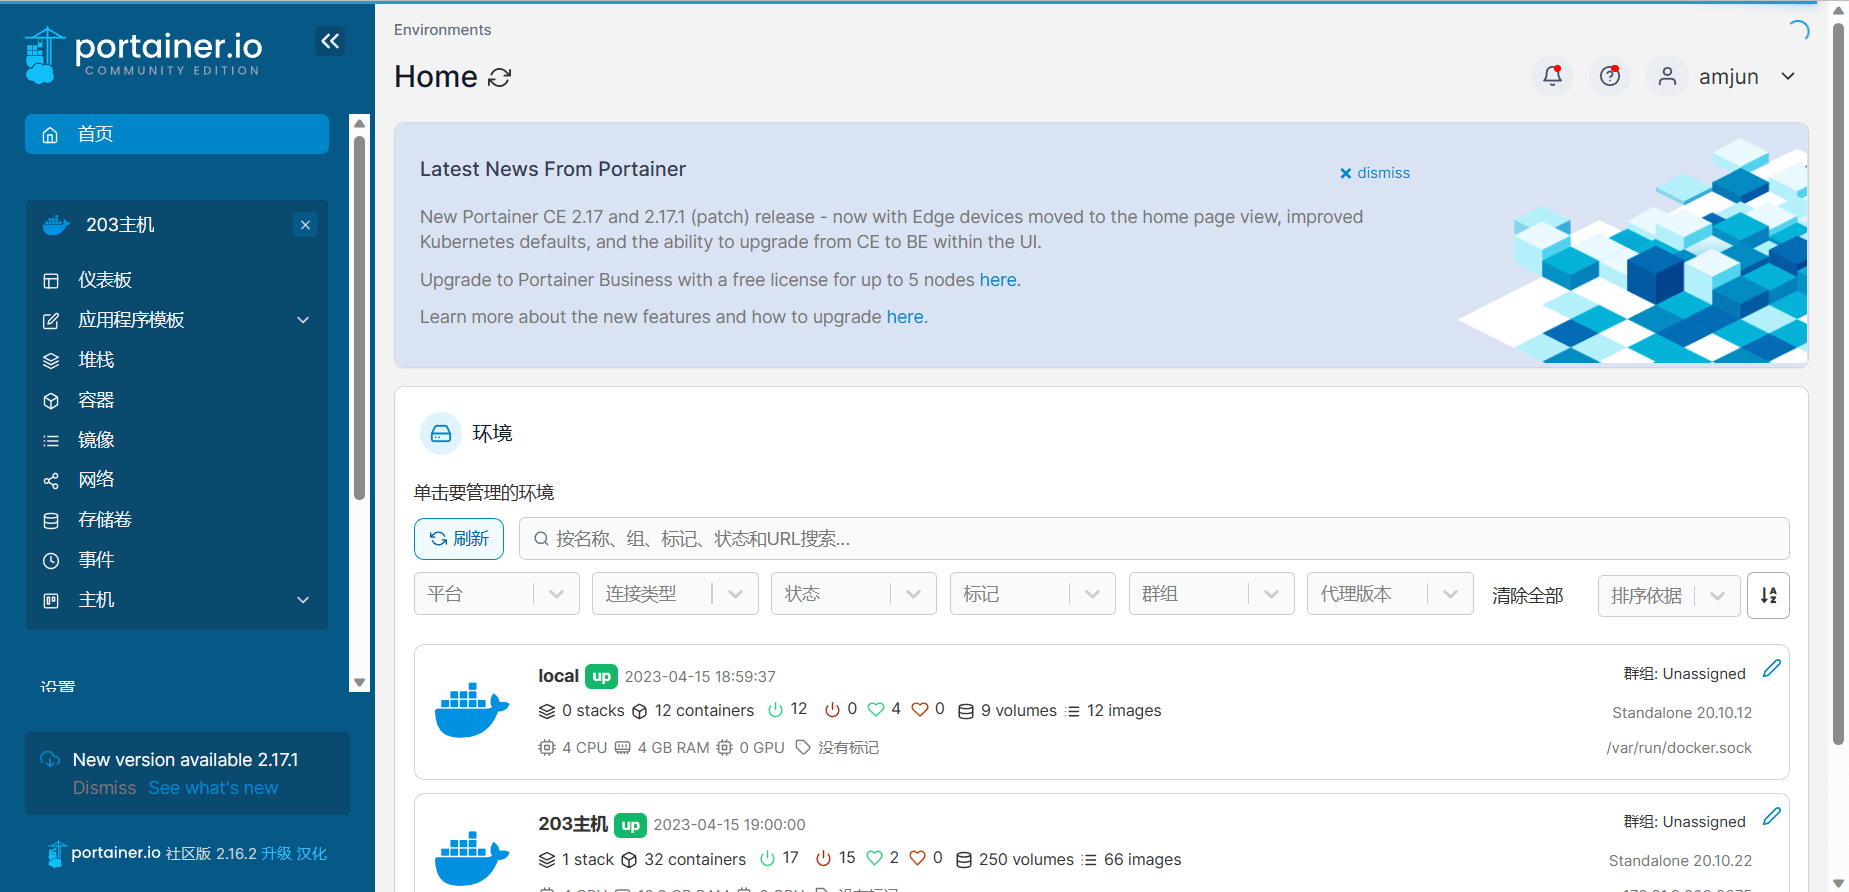 portainer.io
COMMUNITY EDITION
首页
203主机
仪表板
应用程序模板
堆栈
容器
镜像
网络
存储卷
事件
主机
设置
New version available 2.17.1
Dismiss See what's new
portainer.io 社区版 2.16.2 升级 汉化
Environments
Home
amjun
Latest News From Portainer
dismiss
New Portainer CE 2.17 and 2.17.1 (patch) release - now with Edge devices moved to the home page view, improved
Kubernetes defaults, and the ability to upgrade from CE to BE within the UI.
Upgrade to Portainer Business with a free license for up to 5 nodes here.
Learn more about the new features and how to upgrade here.
环境
单击要管理的环境
刷新
按名称、组、标记、状态和URL搜索...
平台 连接类型 状态 标记 群组 代理版本 清除全部 排序依据
local up 2023-04-15 18:59:37
群组: Unassigned
0 stacks 12 containers 12 0 4 0 9 volumes 12 images
Standalone 20.10.12
4 CPU 4 GB RAM 0 GPU 没有标记
/var/run/docker.sock
203主机 up 2023-04-15 19:00:00
群组: Unassigned
1 stack 32 containers 17 15 2 0 250 volumes 66 images
Standalone 20.10.22